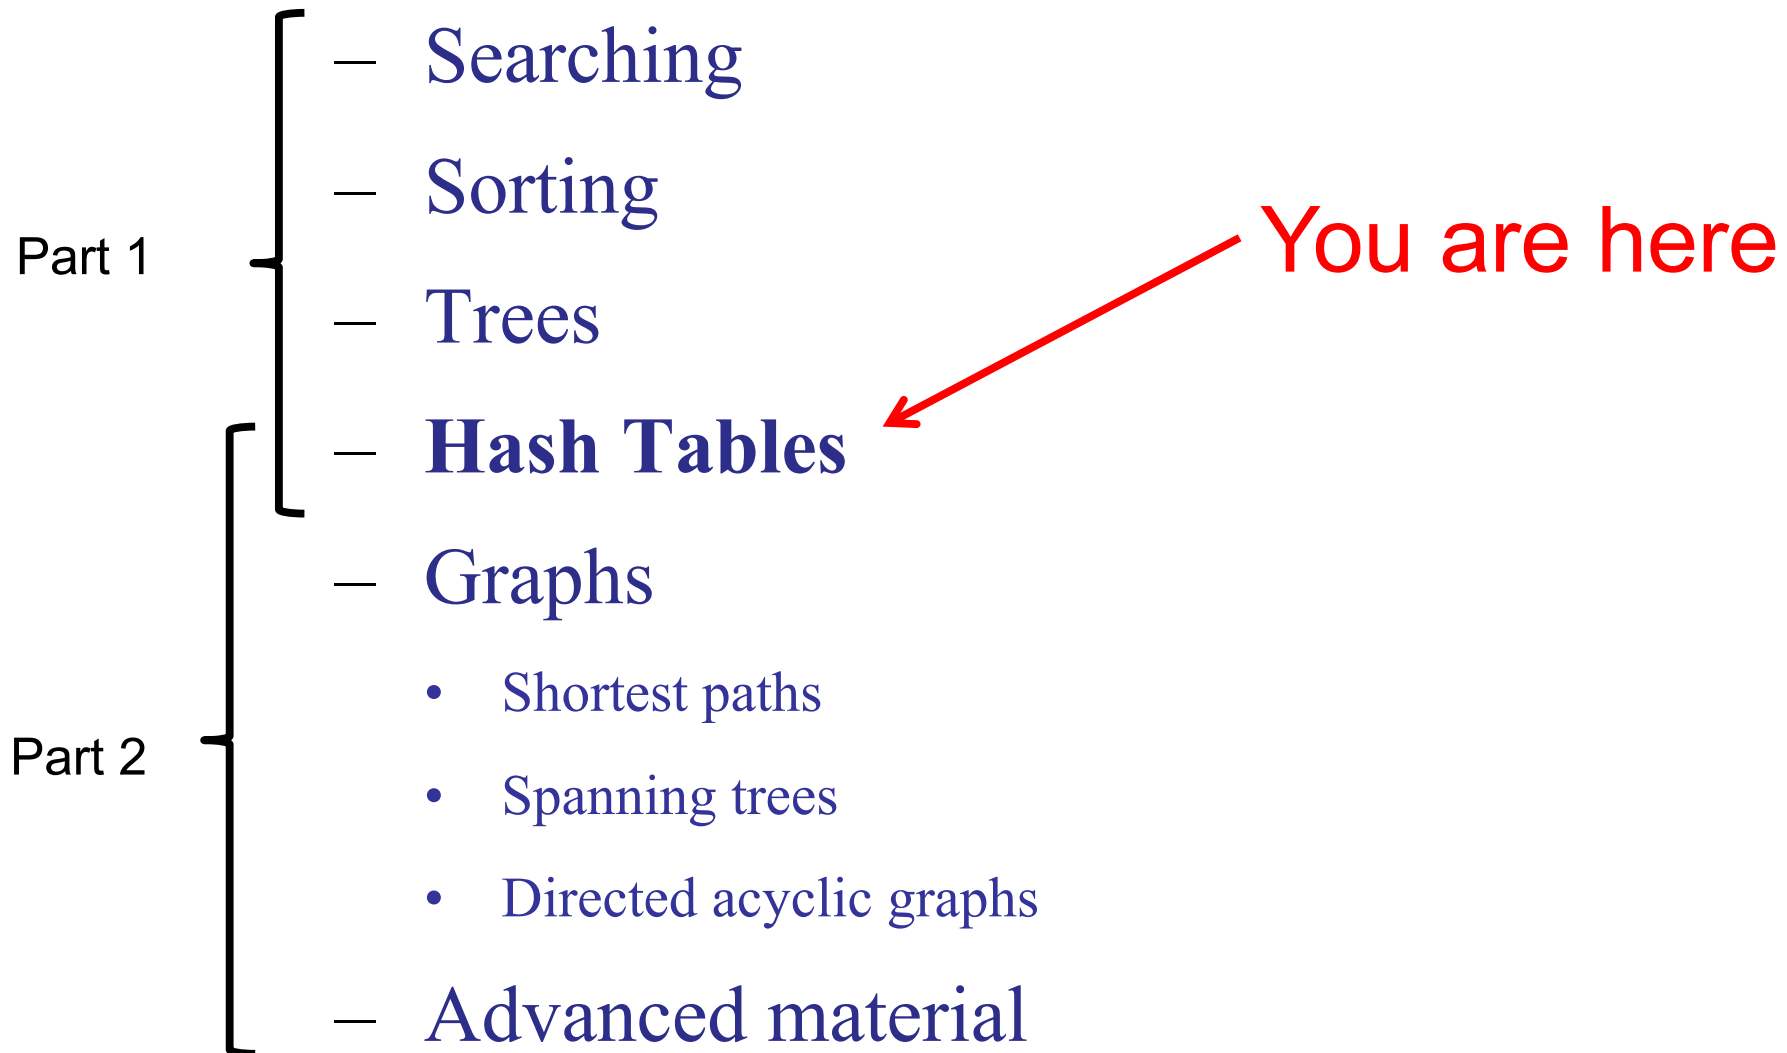 – Searching
– Sorting
Part 1
You are here
– Trees
– Hash Tables
– Graphs
• Shortest paths
Part 2
• Spanning trees
• Directed acyclic graphs
– Advanced material